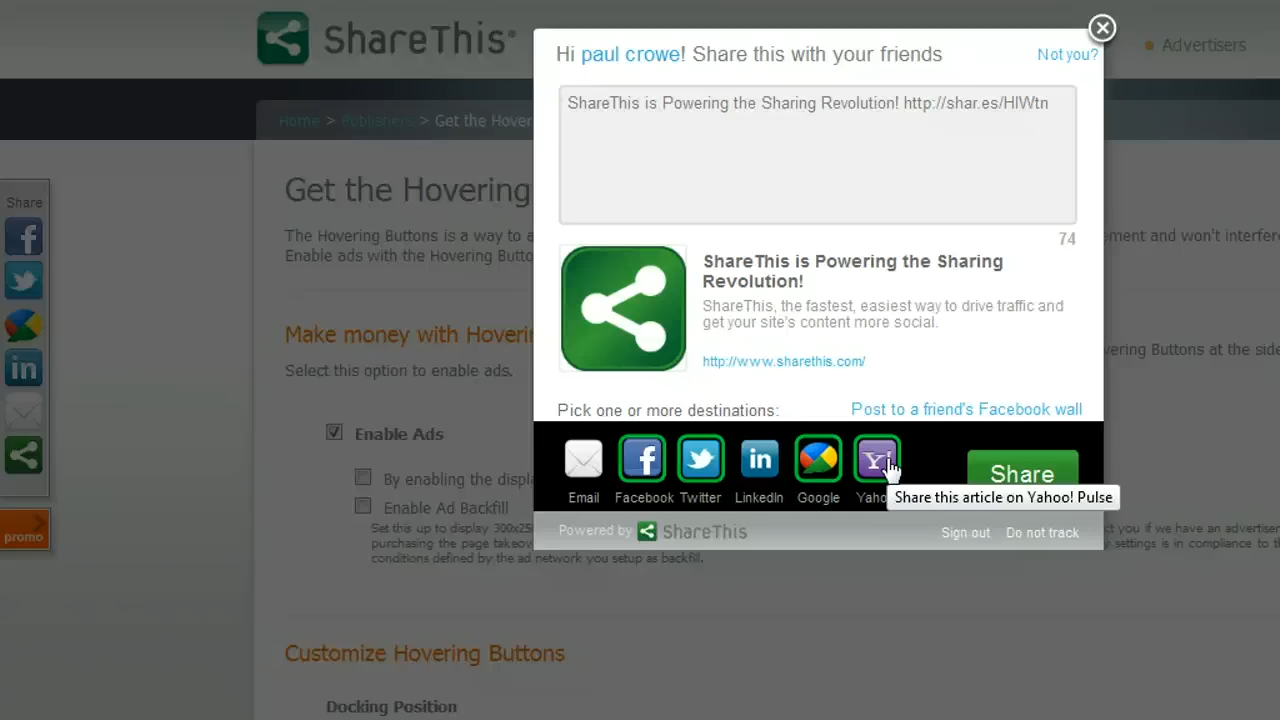 ShareThis
Advertisers
Home > Publishers > Get the Hover
Share
Get the Hovering
The Hovering Buttons is a way to a
Enable ads with the Hovering Butto
ement and won't interfere
Make money with Hoveri
vering Buttons at the side
Select this option to enable ads.
Enable Ads
By enabling the displa
Enable Ad Backfill
Set this up to display 300x25
purchasing the page takeov
conditions defined by the ad network you setup as backfill.
ct you if we have an advertiser
settings is in compliance to th
promo
Customize Hovering Buttons
Docking Position
Hi paul crowe! Share this with your friends
Not you?
ShareThis is Powering the Sharing Revolution! http://shar.es/HlWtn
74
ShareThis is Powering the Sharing
Revolution!
ShareThis, the fastest, easiest way to drive traffic and
get your site's content more social.
http://www.sharethis.com/
Pick one or more destinations:
Post to a friend's Facebook wall
Email Facebook Twitter LinkedIn Google Yaho
Share
Share this article on Yahoo! Pulse
Powered by ShareThis
Sign out Do not track